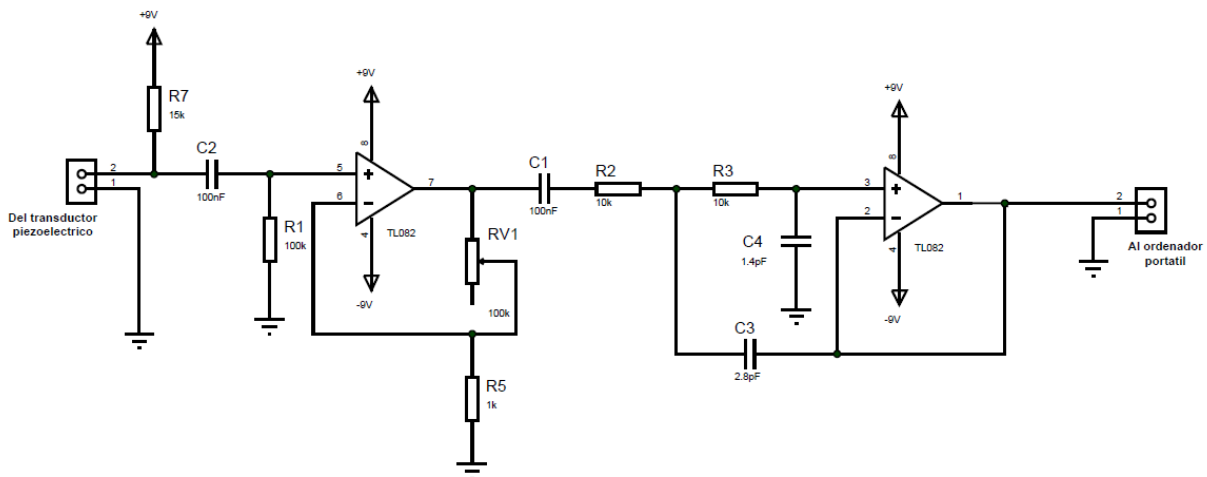 +9V
R7
15k
C2
100nF
2
1
Del transductor
piezoelectrico
R1
100k
+9V
8
5
6
7
4
TL082
-9V
RV1
100k
R5
1k
C1
100nF
R2
10k
R3
10k
C4
1.4pF
C3
2.8pF
+9V
8
3
2
1
4
TL082
-9V
2
1
Al ordenador
portatil